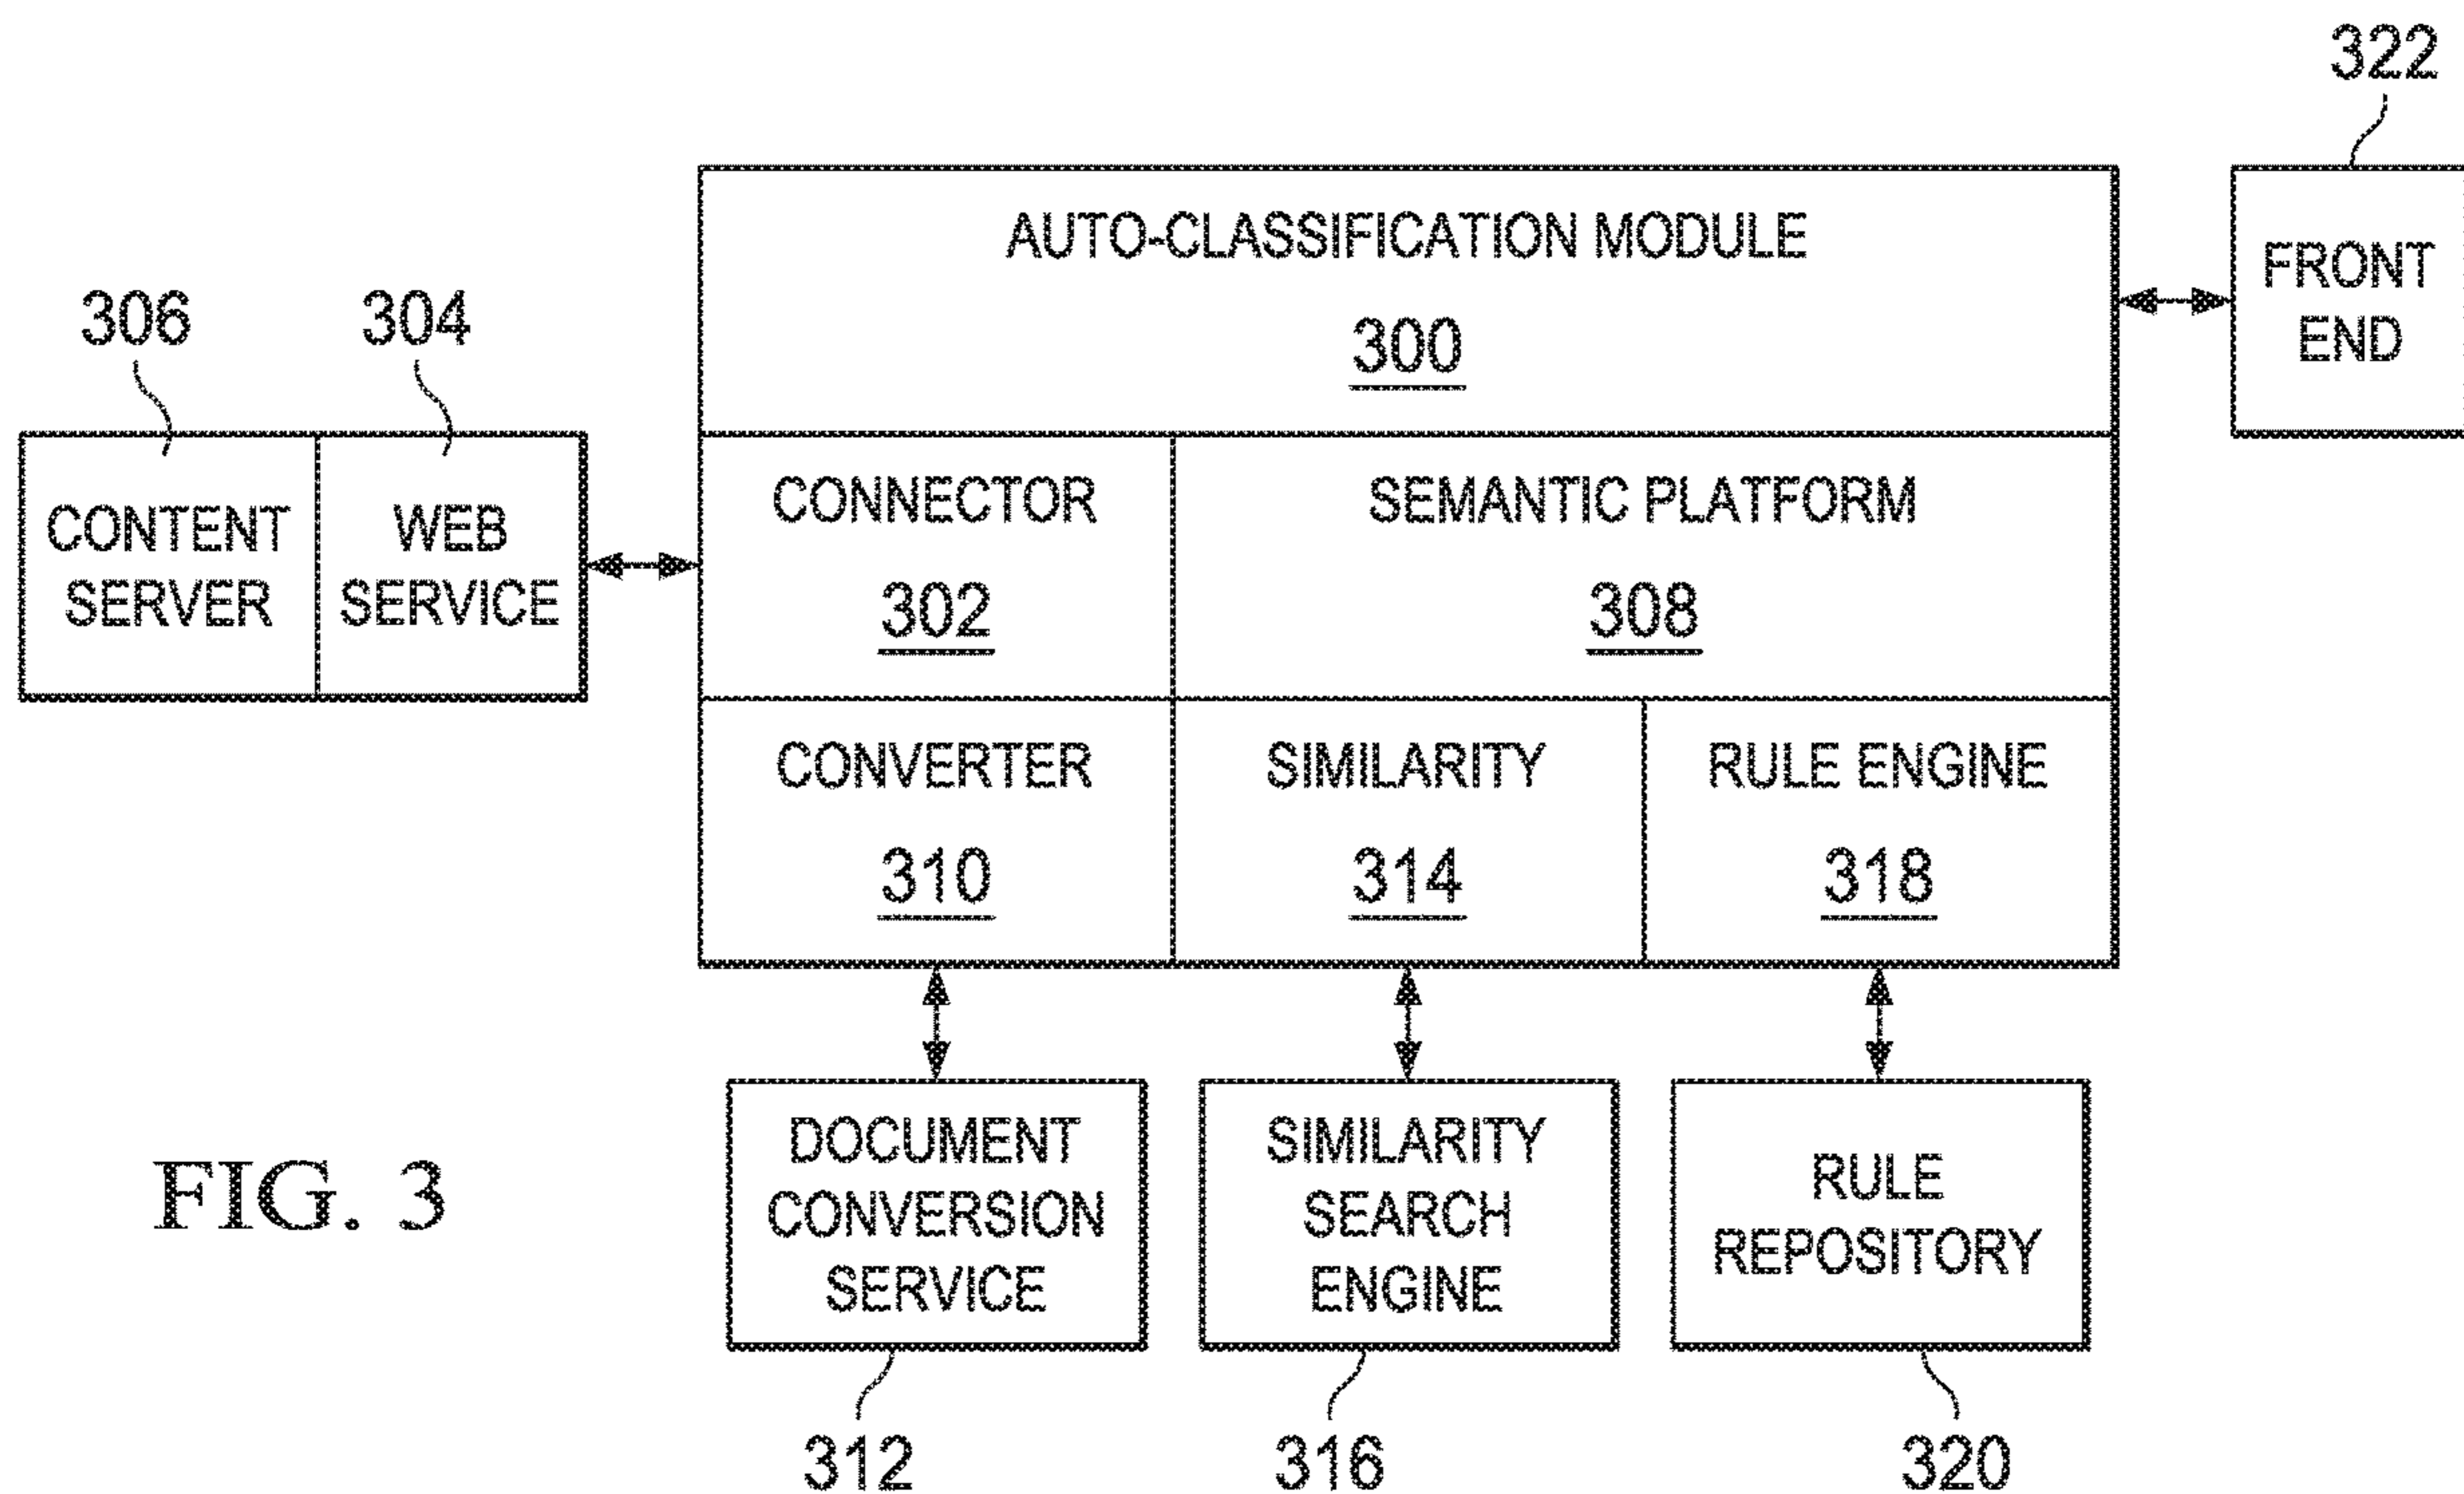 322
AUTO-CLASSIFICATION MODULE
300
FRONT
END
306
304
CONTENT
SERVER
WEB
SERVICE
CONNECTOR
302
SEMANTIC PLATFORM
308
CONVERTER
310
SIMILARITY
314
RULE ENGINE
318
DOCUMENT
CONVERSION
SERVICE
SIMILARITY
SEARCH
ENGINE
RULE
REPOSITORY
FIG. 3
312
316
320